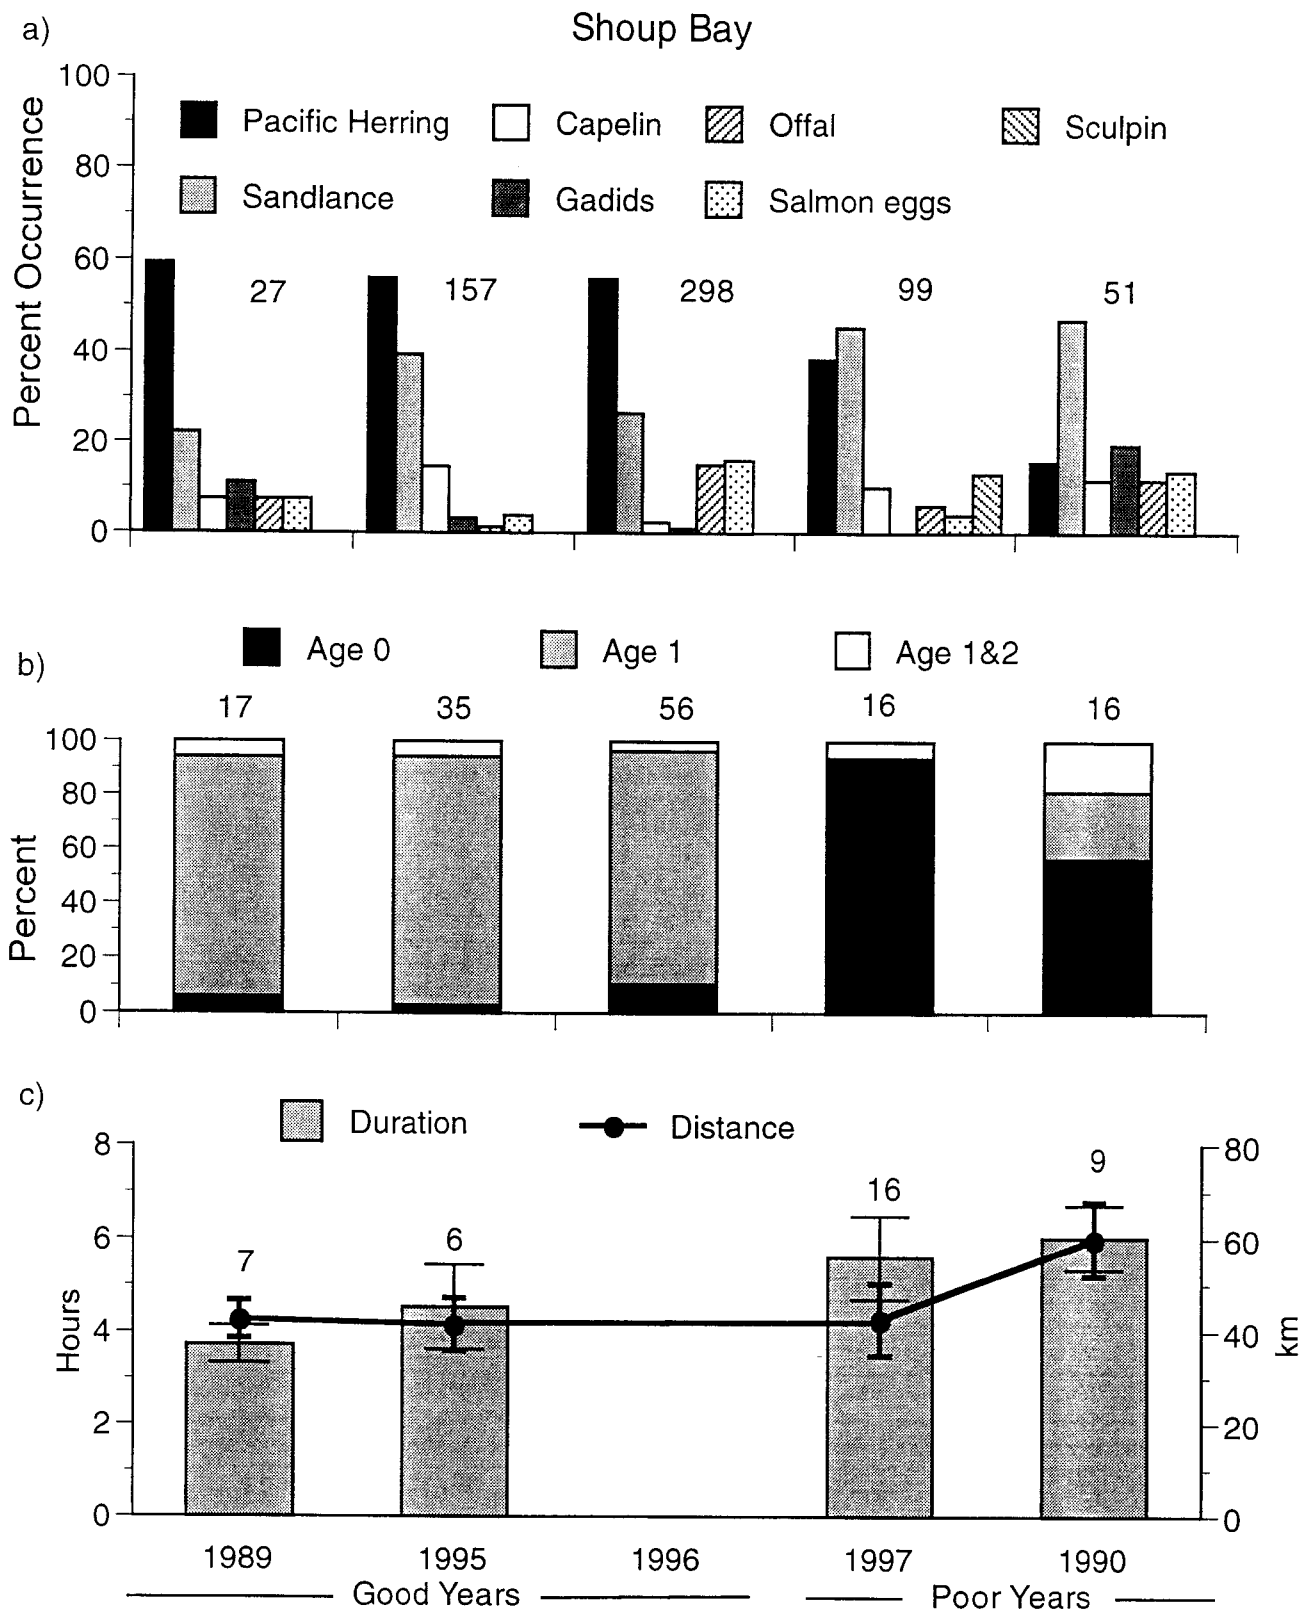 a)
Shoup Bay
Pacific Herring Capelin Offal Sculpin
Sandlance Gadids Salmon eggs
Percent Occurrence
100
80
60
40
20
0
27 157 298 99 51
b)
Age 0 Age 1 Age 1&2
17 35 56 16 16
Percent
100
80
60
40
20
0
c)
Duration Distance
Hours
8
6
4
2
0
7 6 16 9
80
60
40
20
0
km
1989 1995 1996 1997 1990
Good Years Poor Years